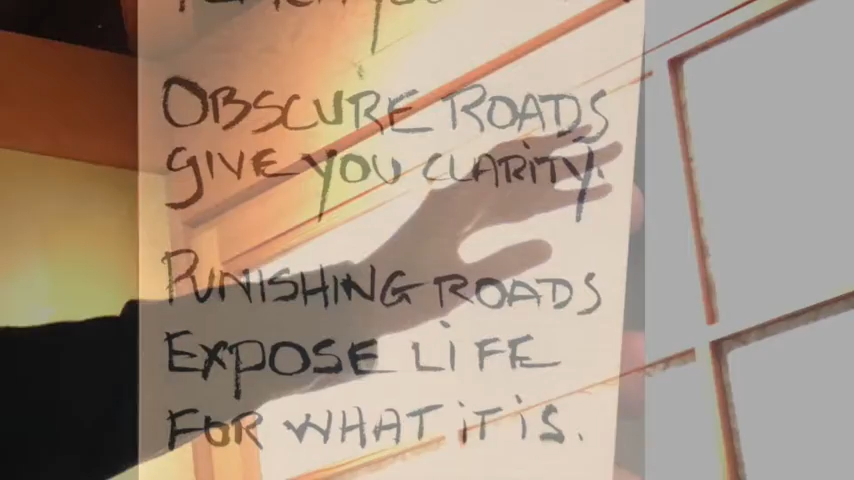 OBSCURE ROADS
GIVE YOU CLARITY.
PUNISHING ROADS
EXPOSE LiFE
FOR WHAT iT iS.